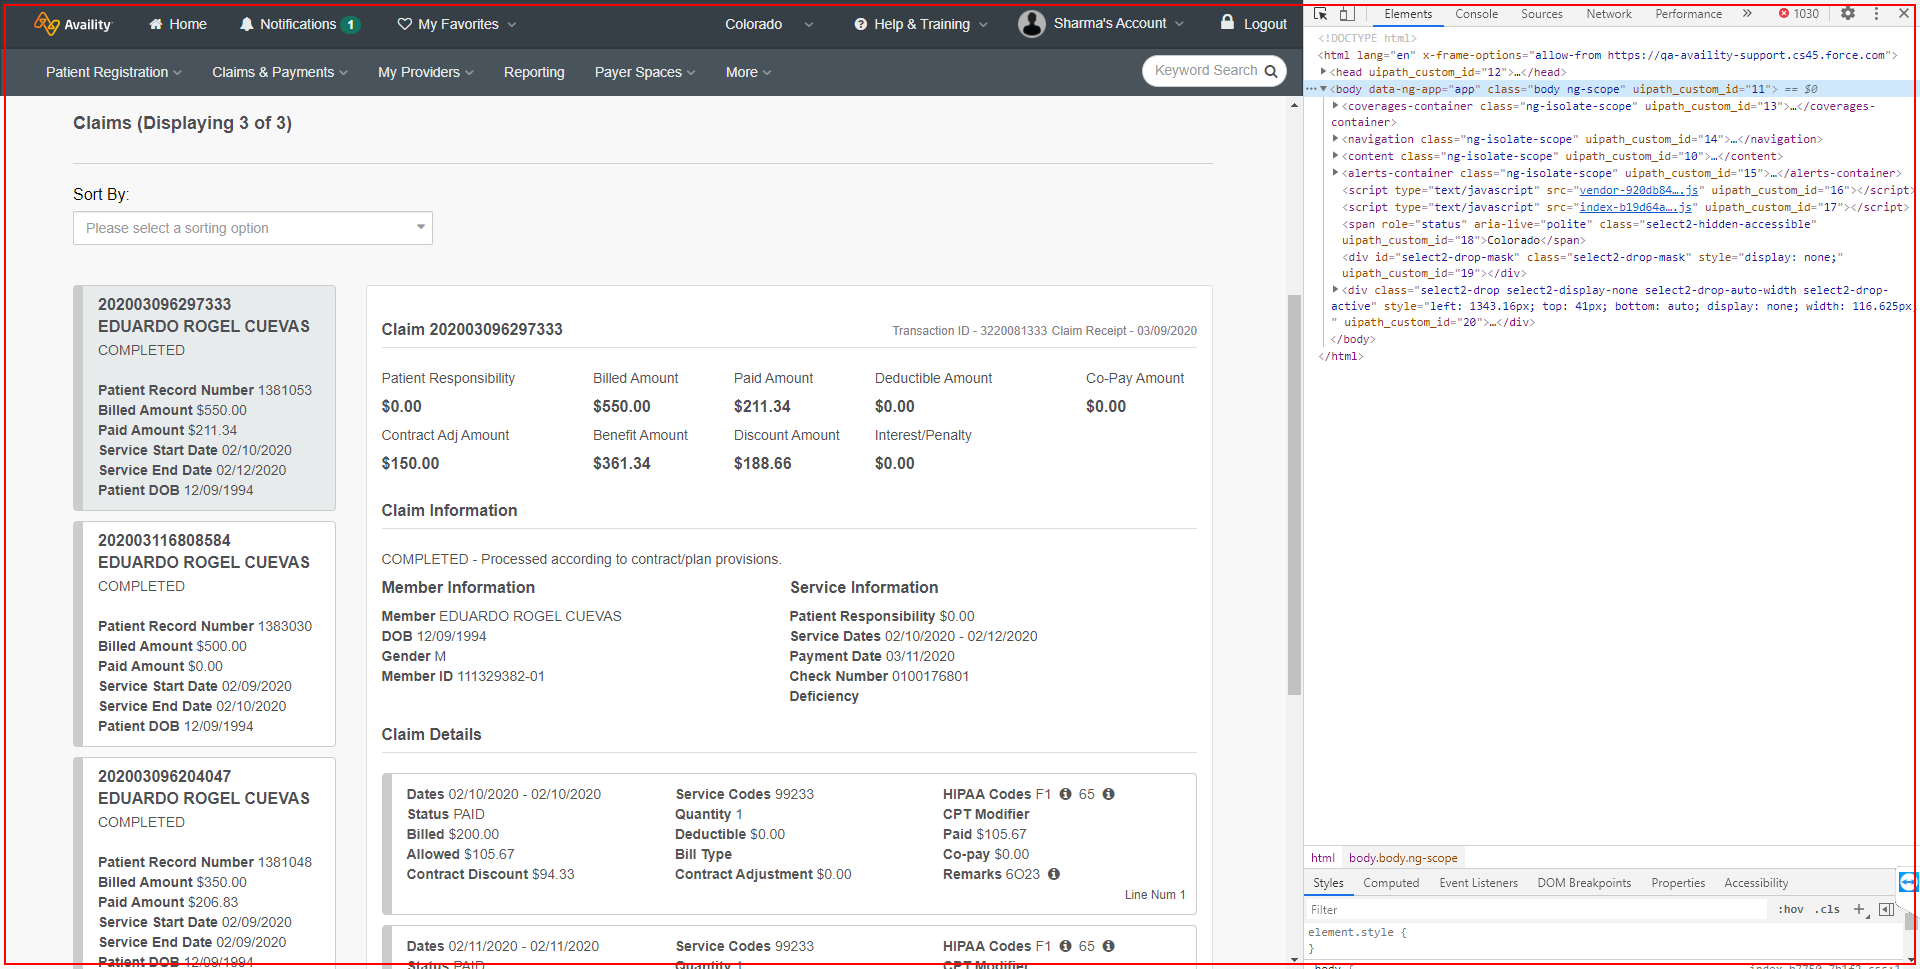 Availity
Home
Notifications 1
My Favorites
Colorado
Help & Training
Sharma's Account
Logout
Patient Registration
Claims & Payments
My Providers
Reporting
Payer Spaces
More
Keyword Search
Claims (Displaying 3 of 3)
Sort By:
Please select a sorting option
202003096297333
EDUARDO ROGEL CUEVAS
COMPLETED
Patient Record Number 1381053
Billed Amount $550.00
Paid Amount $211.34
Service Start Date 02/10/2020
Service End Date 02/12/2020
Patient DOB 12/09/1994
202003116808584
EDUARDO ROGEL CUEVAS
COMPLETED
Patient Record Number 1383030
Billed Amount $500.00
Paid Amount $0.00
Service Start Date 02/09/2020
Service End Date 02/10/2020
Patient DOB 12/09/1994
202003096204047
EDUARDO ROGEL CUEVAS
COMPLETED
Patient Record Number 1381048
Billed Amount $350.00
Paid Amount $206.83
Service Start Date 02/09/2020
Service End Date 02/09/2020
Patient DOB 12/09/1994
Claim 202003096297333
Transaction ID - 3220081333 Claim Receipt - 03/09/2020
Patient Responsibility Billed Amount Paid Amount Deductible Amount Co-Pay Amount
$0.00 $550.00 $211.34 $0.00 $0.00
Contract Adj Amount Benefit Amount Discount Amount Interest/Penalty
$150.00 $361.34 $188.66 $0.00
Claim Information
COMPLETED - Processed according to contract/plan provisions.
Member Information
Member EDUARDO ROGEL CUEVAS
DOB 12/09/1994
Gender M
Member ID 111329382-01
Service Information
Patient Responsibility $0.00
Service Dates 02/10/2020 - 02/12/2020
Payment Date 03/11/2020
Check Number 0100176801
Deficiency
Claim Details
Dates 02/10/2020 - 02/10/2020 Service Codes 99233 HIPAA Codes F1 65
Status PAID Quantity 1 CPT Modifier
Billed $200.00 Deductible $0.00 Paid $105.67
Allowed $105.67 Bill Type Co-pay $0.00
Contract Discount $94.33 Contract Adjustment $0.00 Remarks 6O23
Line Num 1
Dates 02/11/2020 - 02/11/2020 Service Codes 99233 HIPAA Codes F1 65
Status PAID Quantity 1 CPT Modifier
Elements Console Sources Network Performance » 1030
<!DOCTYPE html>
<html lang="en" x-frame-options="allow-from https://qa-availity-support.cs45.force.com">
<head uipath_custom_id="12">…</head>
<body data-ng-app="app" class="body ng-scope" uipath_custom_id="11"> == $0
<coverages-container class="ng-isolate-scope" uipath_custom_id="13">…</coverages-
container>
<navigation class="ng-isolate-scope" uipath_custom_id="14">…</navigation>
<content class="ng-isolate-scope" uipath_custom_id="10">…</content>
<alerts-container class="ng-isolate-scope" uipath_custom_id="15">…</alerts-container>
<script type="text/javascript" src="vendor-920db84….js" uipath_custom_id="16"></script>
<script type="text/javascript" src="index-b19d64a….js" uipath_custom_id="17"></script>
<span role="status" aria-live="polite" class="select2-hidden-accessible"
uipath_custom_id="18">Colorado</span>
<div id="select2-drop-mask" class="select2-drop-mask" style="display: none;"
uipath_custom_id="19"></div>
<div class="select2-drop select2-display-none select2-drop-auto-width select2-drop-
active" style="left: 1343.16px; top: 41px; bottom: auto; display: none; width: 116.625px;
" uipath_custom_id="20">…</div>
</body>
</html>
html body.body.ng-scope
Styles Computed Event Listeners DOM Breakpoints Properties Accessibility
Filter :hov .cls +
element.style {
}
body {